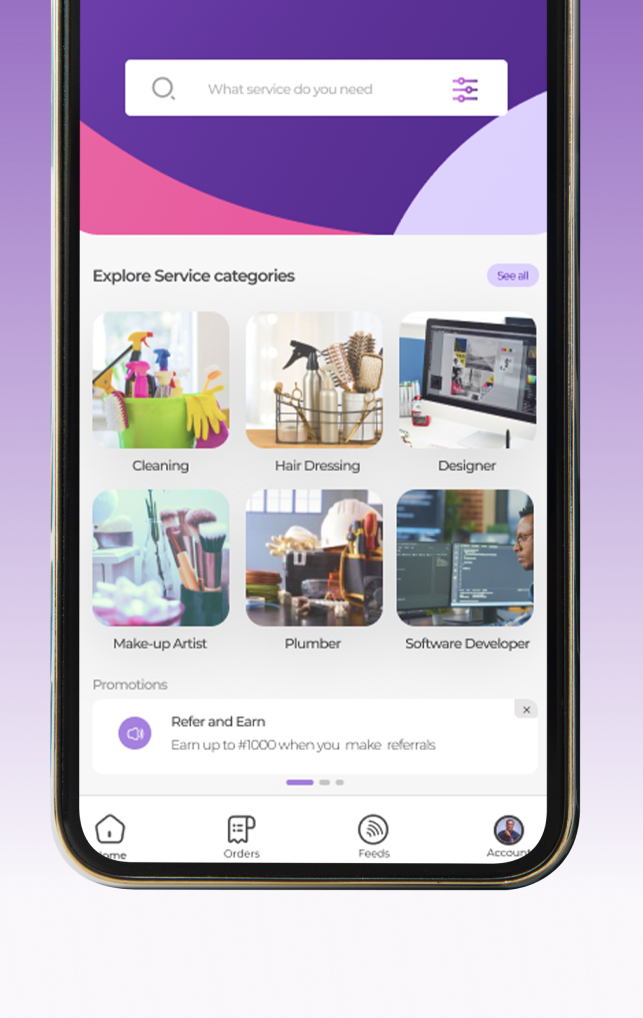 What service do you need
Explore Service categories
See all
Cleaning
Hair Dressing
Designer
Make-up Artist
Plumber
Software Developer
Promotions
Refer and Earn
Earn up to #1000 when you make referrals
ome
Orders
Feeds
Account